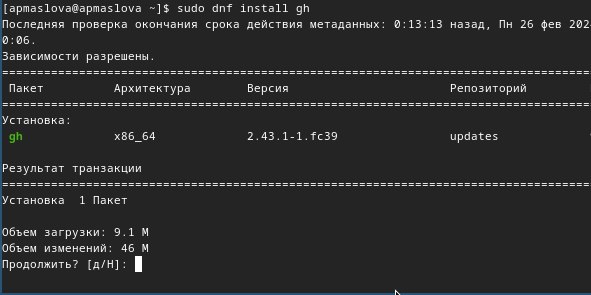 [apmaslova@apmaslova ~]$ sudo dnf install gh
Последняя проверка окончания срока действия метаданных: 0:13:13 назад, Пн 26 фев 202
0:06.
Зависимости разрешены.
================================================================================
Пакет Архитектура Версия Репозиторий
================================================================================
Установка:
gh x86_64 2.43.1-1.fc39 updates
Результат транзакции
================================================================================
Установка 1 Пакет
Объем загрузки: 9.1 M
Объем изменений: 46 M
Продолжить? [д/Н]: